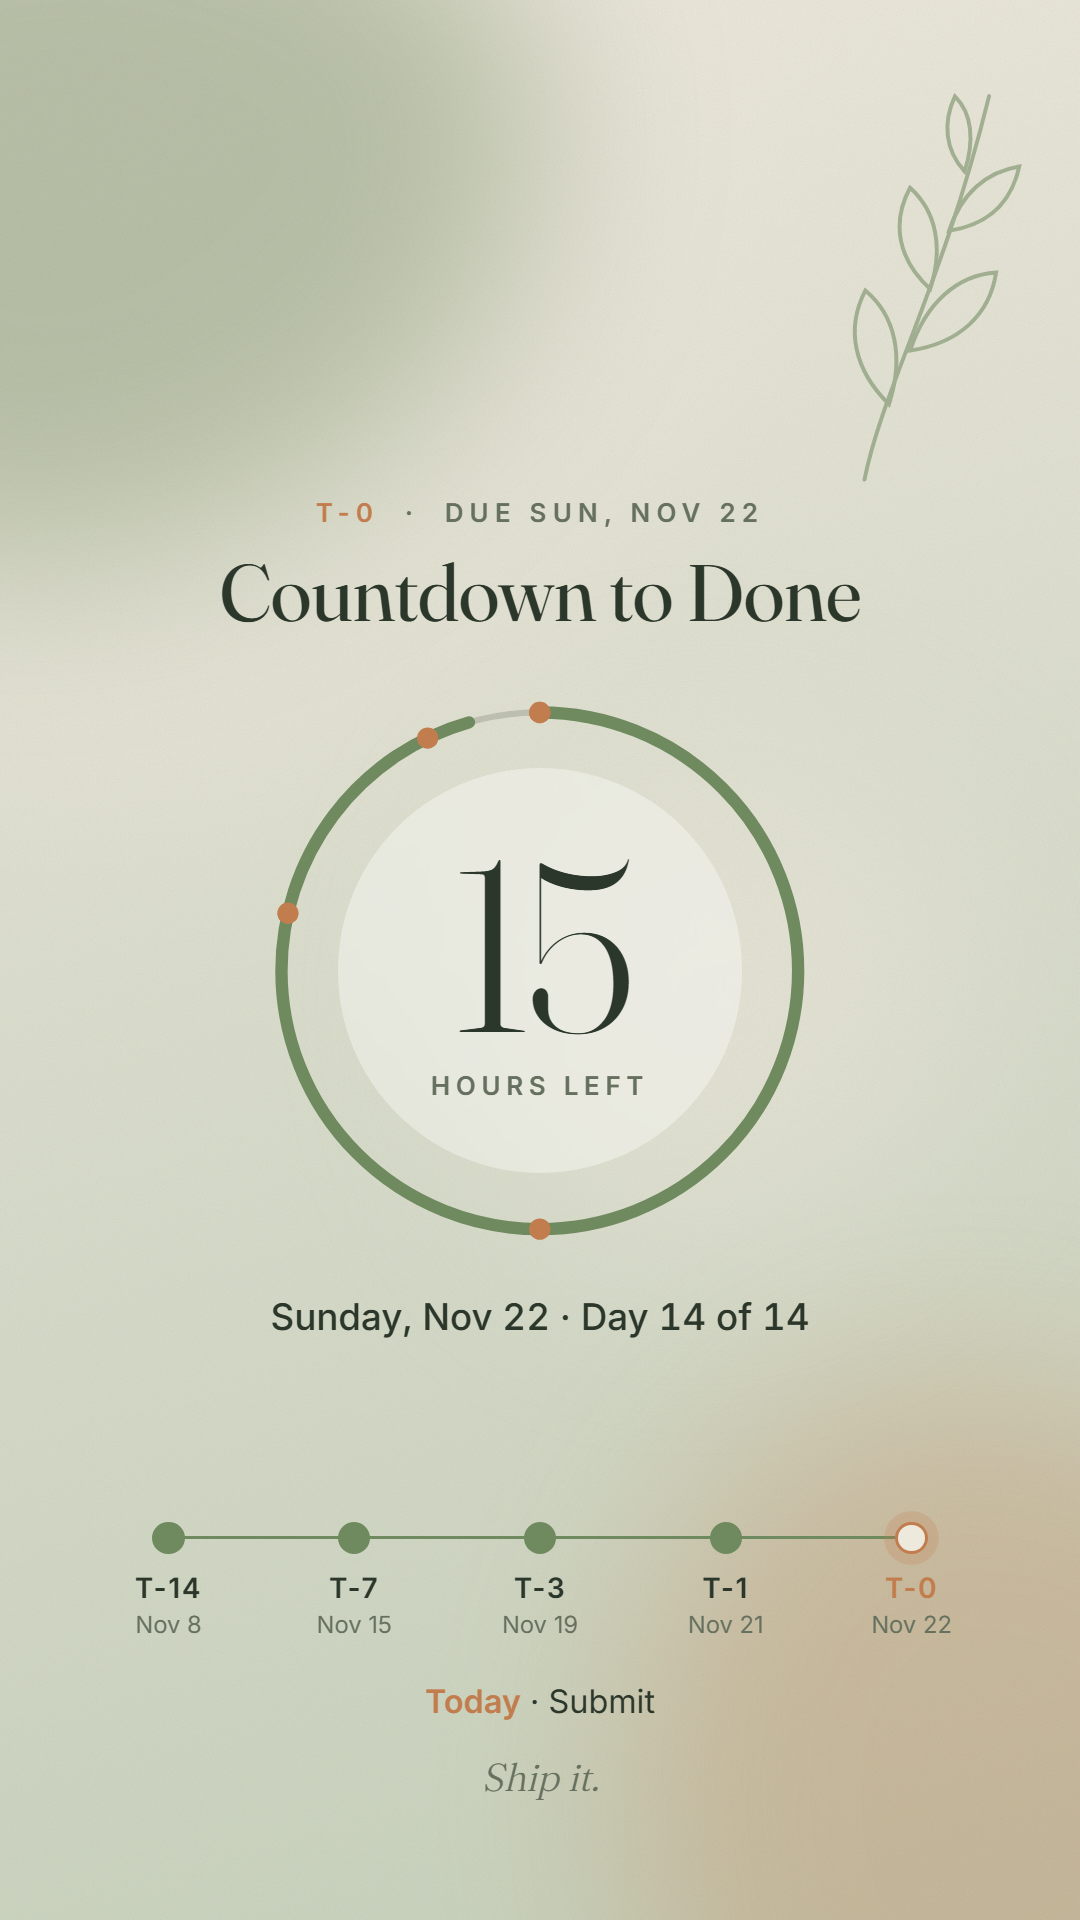 T-0 · DUE SUN, NOV 22
Countdown to Done
15
HOURS LEFT
Sunday, Nov 22 · Day 14 of 14
T-14 T-7 T-3 T-1 T-0
Nov 8 Nov 15 Nov 19 Nov 21 Nov 22
Today · Submit
Ship it.